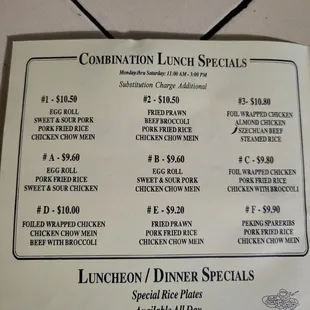 COMBINATION LUNCH SPECIALS
Monday thru Saturday: 11:00 AM - 3:00 PM
Substitution Charge Additional
#1 - $10.50
EGG ROLL
SWEET & SOUR PORK
PORK FRIED RICE
CHICKEN CHOW MEIN
#2 - $10.50
FRIED PRAWN
BEEF BROCCOLI
PORK FRIED RICE
CHICKEN CHOW MEIN
#3- $10.80
FOIL WRAPPED CHICKEN
ALMOND CHICKEN
SZECHUAN BEEF
STEAMED RICE
# A - $9.60
EGG ROLL
PORK FRIED RICE
SWEET & SOUR CHICKEN
# B - $9.60
EGG ROLL
SWEET & SOUR PORK
CHICKEN CHOW MEIN
# C - $9.80
FOIL WRAPPED CHICKEN
PORK FRIED RICE
CHICKEN WITH BROCCOLI
# D - $10.00
FOILED WRAPPED CHICKEN
CHICKEN CHOW MEIN
BEEF WITH BROCCOLI
# E - $9.20
FRIED PRAWN
PORK FRIED RICE
CHICKEN CHOW MEIN
# F - $9.90
PEKING SPARERIBS
PORK FRIED RICE
CHICKEN CHOW MEIN
LUNCHEON / DINNER SPECIALS
Special Rice Plates
Available All Day